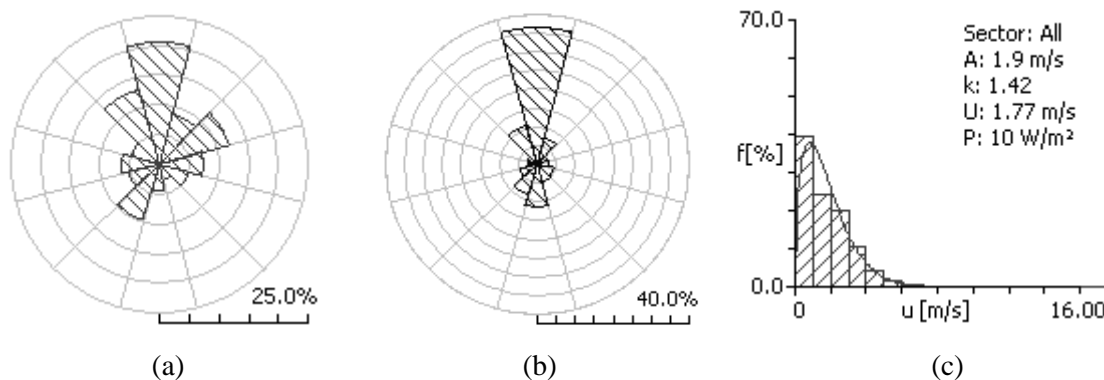 25.0%
(a)
40.0%
(b)
70.0
f[%]
0.0
0
u [m/s]
16.00
Sector: All
A: 1.9 m/s
k: 1.42
U: 1.77 m/s
P: 10 W/m²
(c)